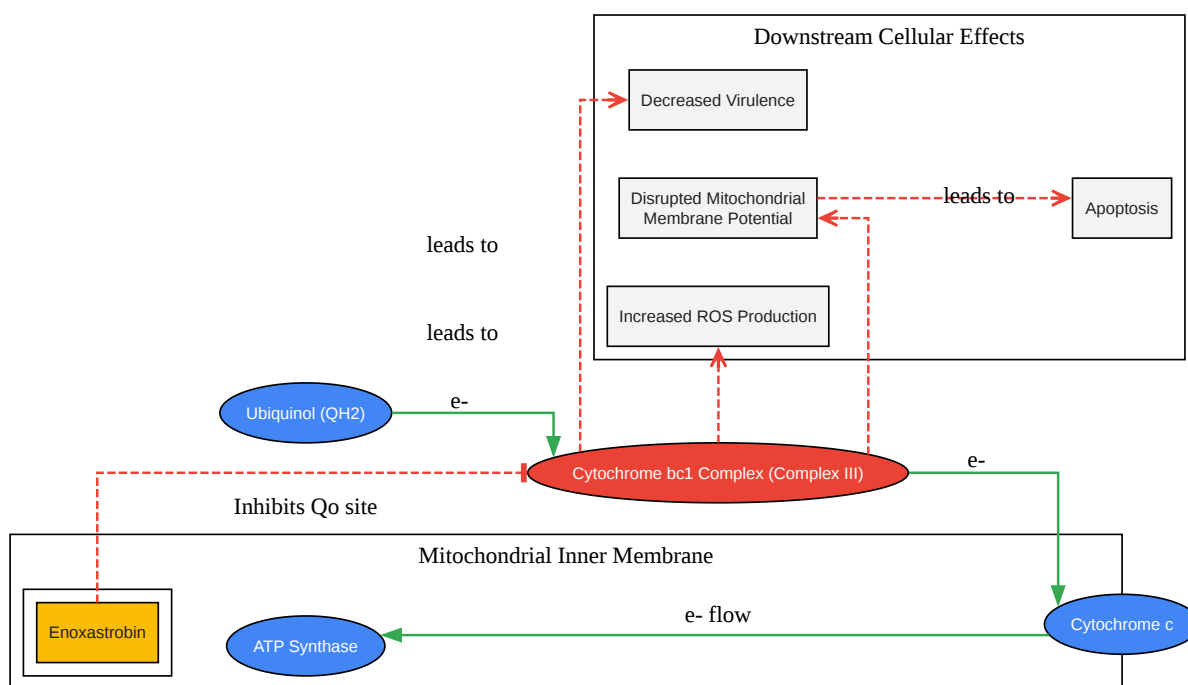 Downstream Cellular Effects
Decreased Virulence
Disrupted Mitochondrial
Membrane Potential
leads to
Apoptosis
leads to
Increased ROS Production
leads to
Ubiquinol (QH2)
e-
Cytochrome bc1 Complex (Complex III)
e-
Inhibits Qo site
Mitochondrial Inner Membrane
Enoxastrobin
ATP Synthase
e- flow
Cytochrome c